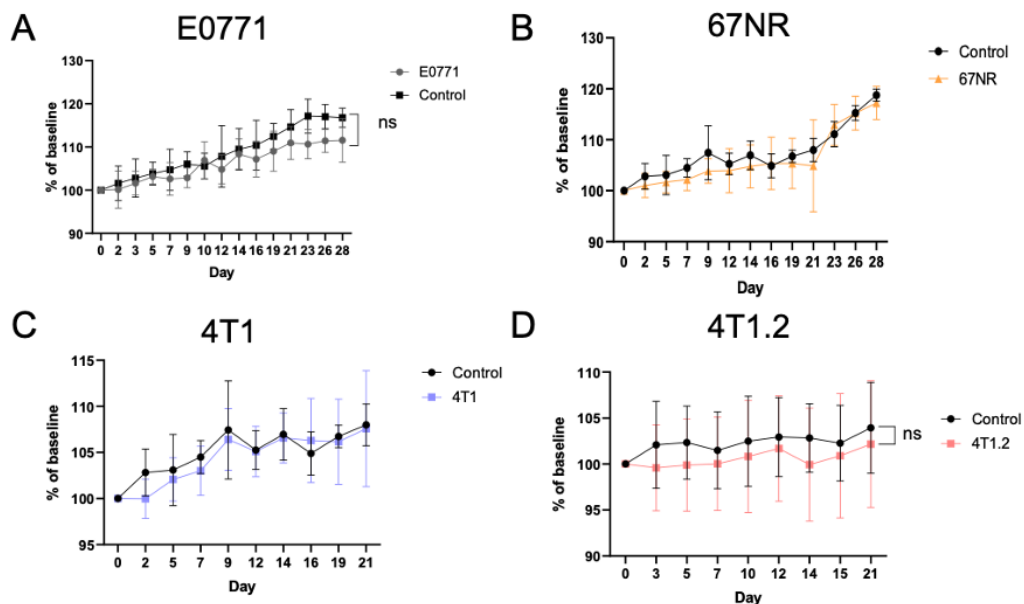 A
E0771
% of baseline
130
120
110
100
90
0 2 3 5 7 9 10 12 14 16 19 21 23 28
Day
E0771
Control
ns
B
67NR
% of baseline
130
120
110
100
90
0 2 5 7 9 12 14 16 19 21 23 26 28
Day
Control
67NR
C
4T1
% of baseline
115
110
105
100
95
0 2 5 7 9 12 14 16 19 21
Day
Control
4T1
D
4T1.2
% of baseline
110
105
100
95
90
0 3 5 7 10 12 14 15 21
Day
Control
4T1.2
ns